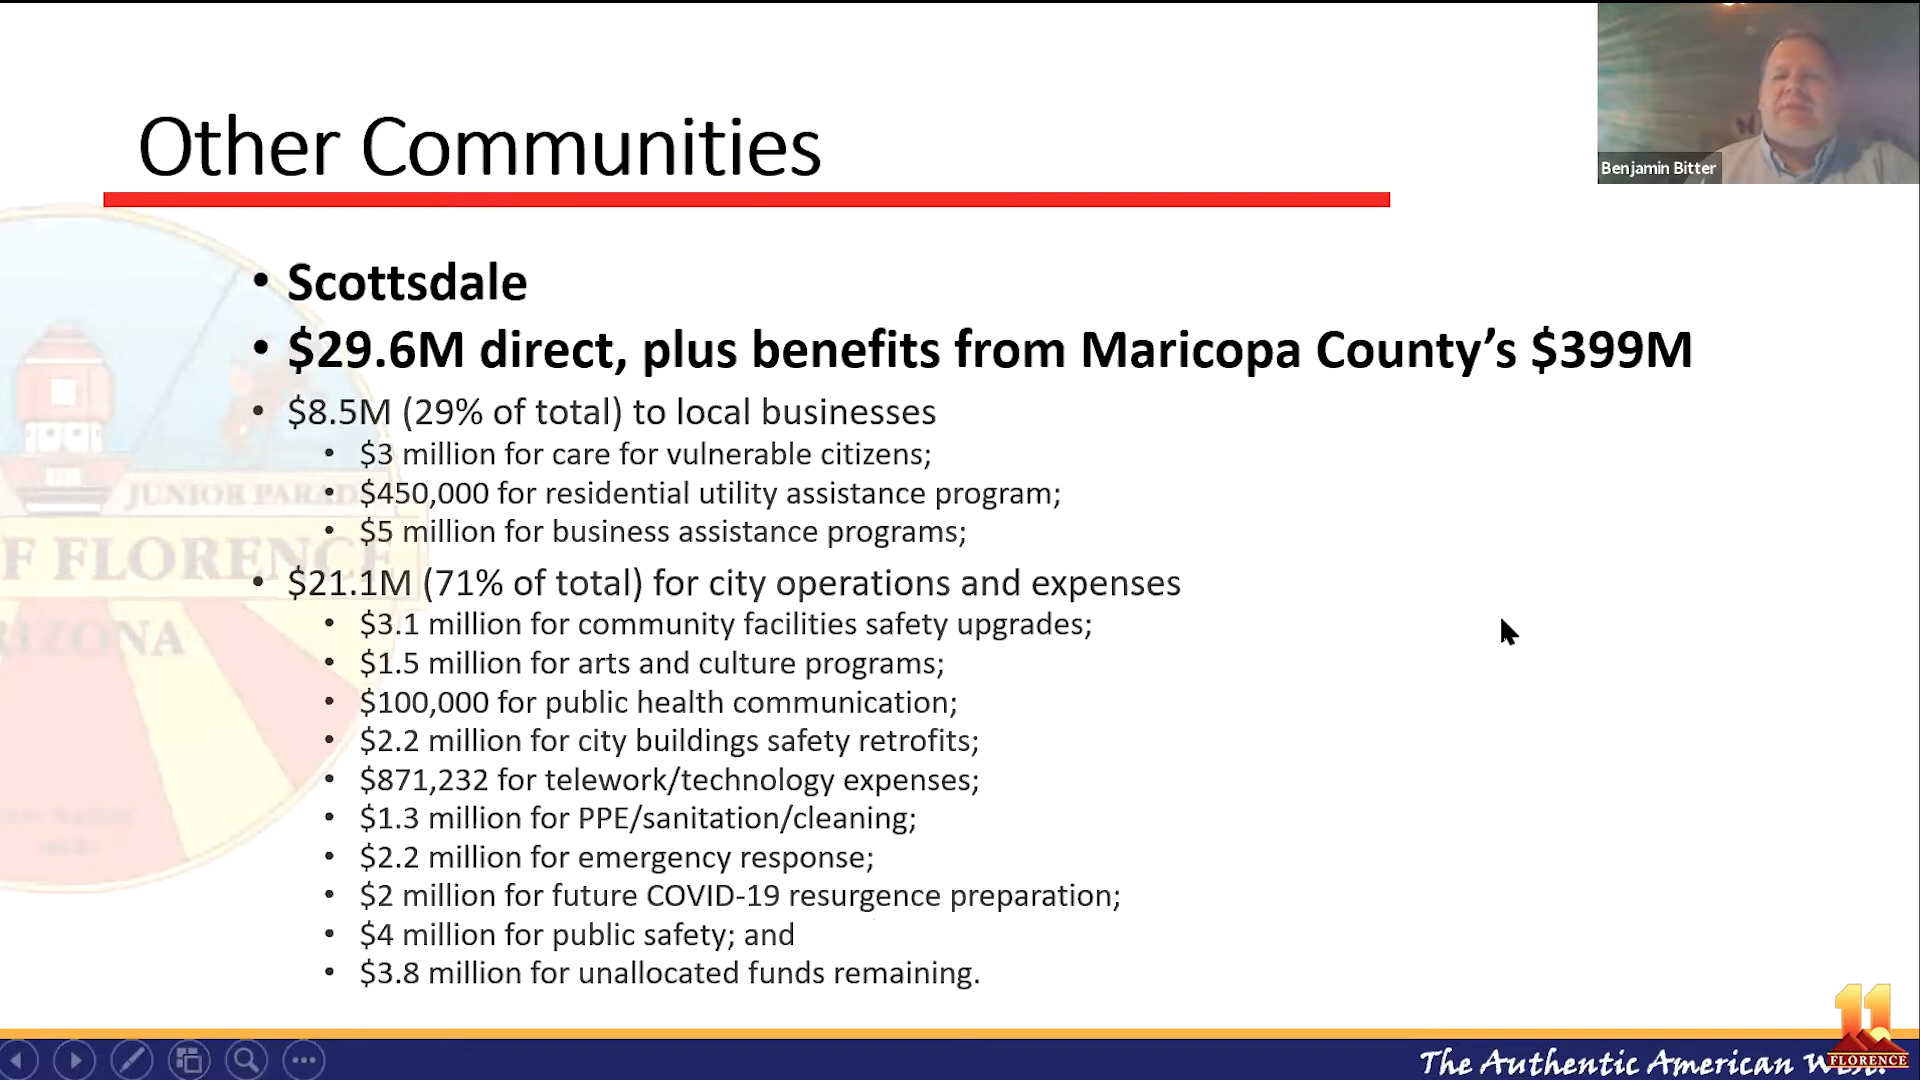 Other Communities
Benjamin Bitter
• Scottsdale
• $29.6M direct, plus benefits from Maricopa County’s $399M
• $8.5M (29% of total) to local businesses
• $3 million for care for vulnerable citizens;
• $450,000 for residential utility assistance program;
• $5 million for business assistance programs;
• $21.1M (71% of total) for city operations and expenses
• $3.1 million for community facilities safety upgrades;
• $1.5 million for arts and culture programs;
• $100,000 for public health communication;
• $2.2 million for city buildings safety retrofits;
• $871,232 for telework/technology expenses;
• $1.3 million for PPE/sanitation/cleaning;
• $2.2 million for emergency response;
• $2 million for future COVID-19 resurgence preparation;
• $4 million for public safety; and
• $3.8 million for unallocated funds remaining.
JUNIOR PARAD
F FLORENCE
RIZONA
11
FLORENCE
The Authentic American